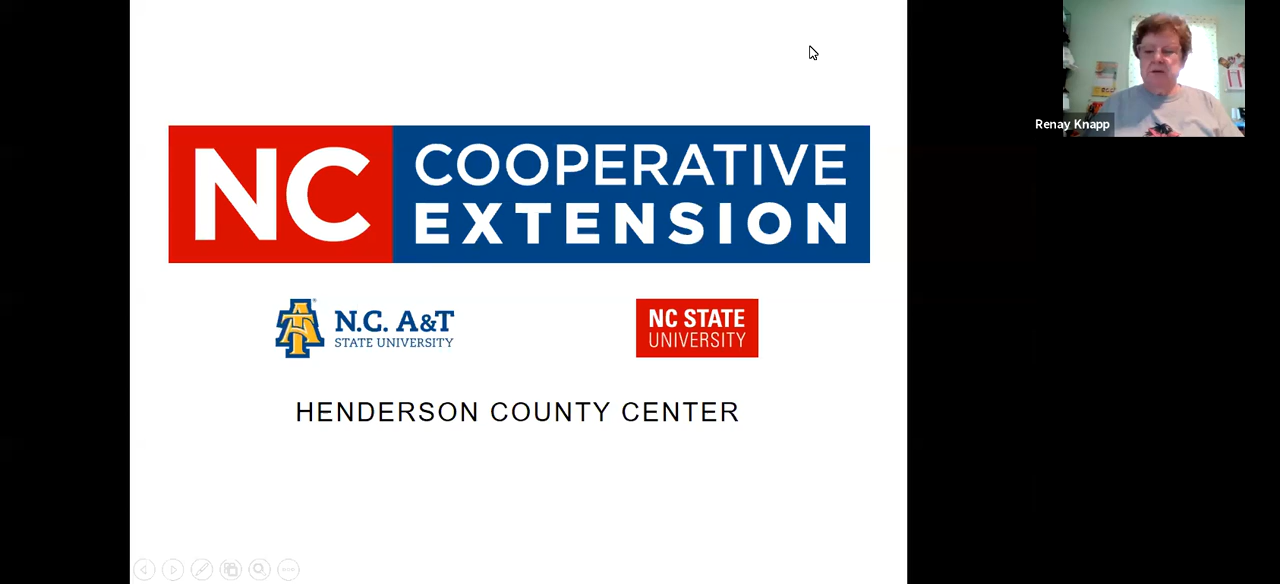 Renay Knapp
NC
COOPERATIVE
EXTENSION
N.C. A&T
STATE UNIVERSITY
NC STATE
UNIVERSITY
HENDERSON COUNTY CENTER